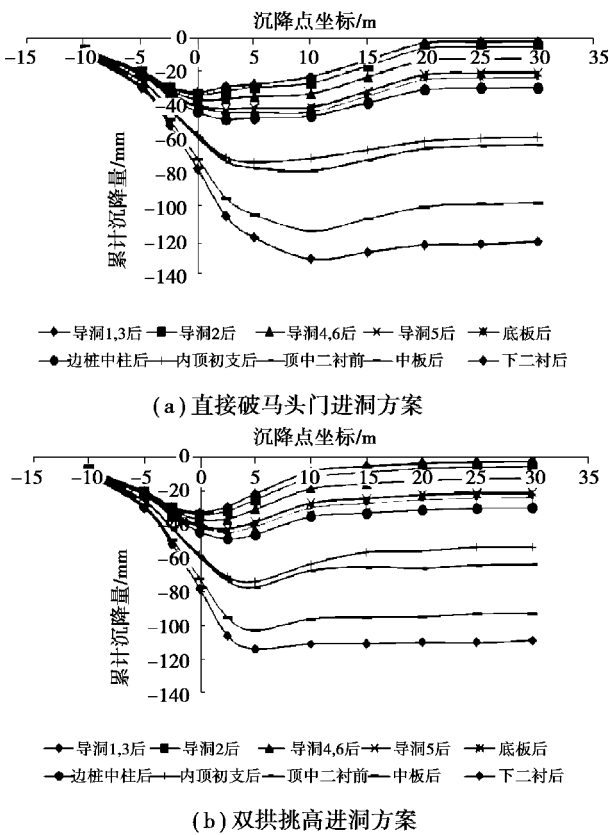 沉降点坐标/m
-15 -10 -5 0 5 10 15 20 25 30 35
0
-20
-40
-60
-80
-100
-120
-140
累计沉降量/mm
导洞1,3后 导洞2后 导洞4,6后 导洞5后 底板后
边桩中柱后 内顶初支后 顶中二衬前 中板后 下二衬后
(a)直接破马头门进洞方案
沉降点坐标/m
-15 -10 -5 0 5 10 15 20 25 30 35
0
-20
-40
-60
-80
-100
-120
-140
累计沉降量/mm
导洞1,3后 导洞2后 导洞4,6后 导洞5后 底板后
边桩中柱后 内顶初支后 顶中二衬前 中板后 下二衬后
(b)双拱挑高进洞方案